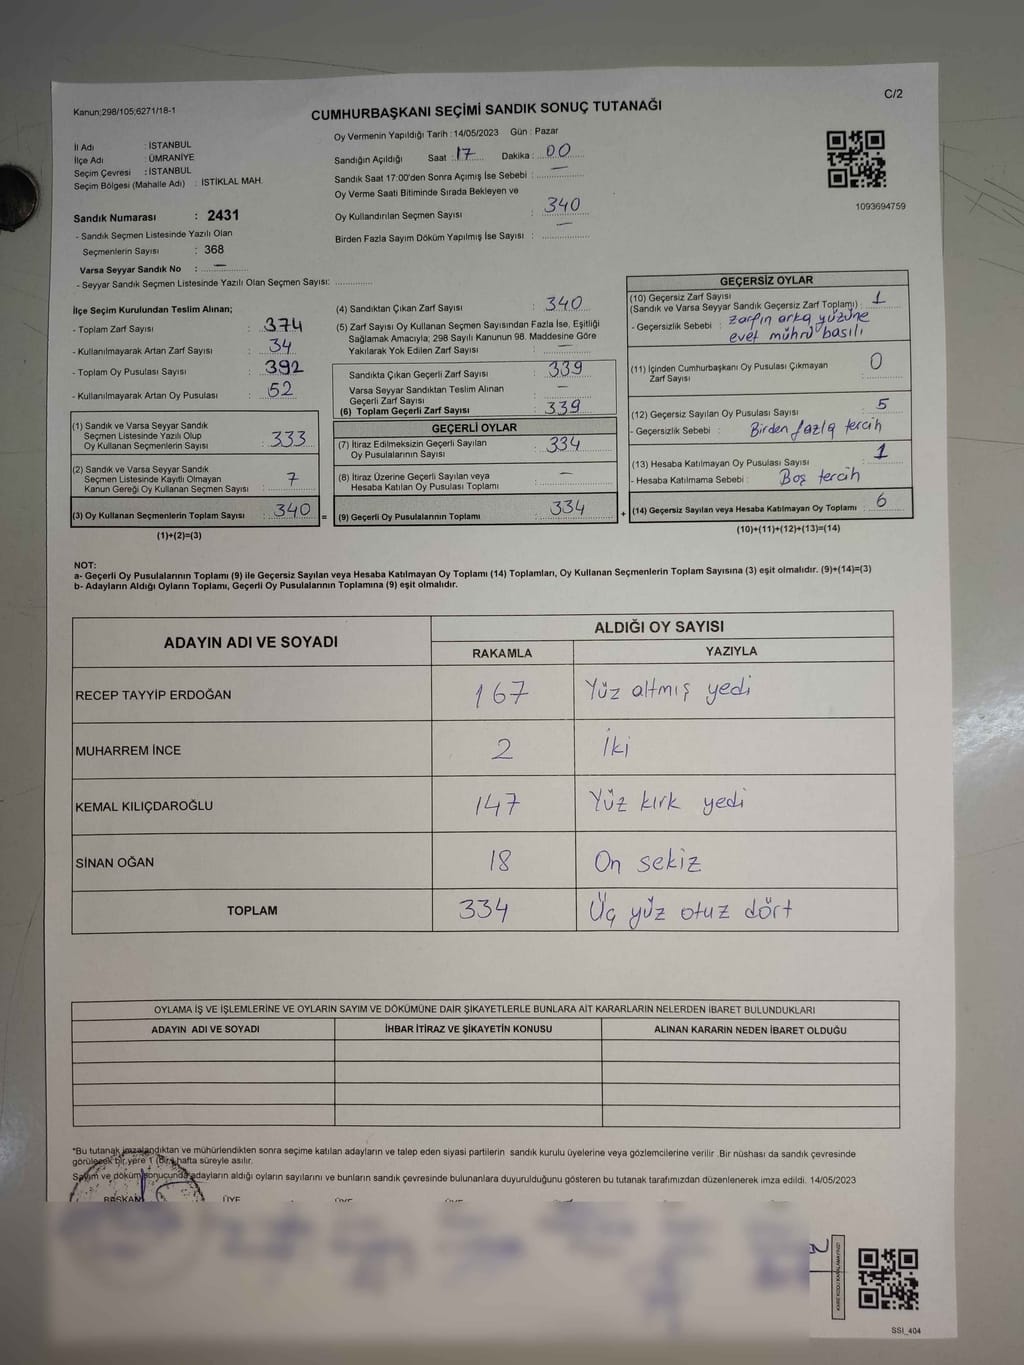 C/2
Kanun;298/105;6271/18-1
CUMHURBAŞKANI SEÇİMİ SANDIK SONUÇ TUTANAĞI
İl Adı : İSTANBUL
İlçe Adı : ÜMRANİYE
Seçim Çevresi : İSTANBUL
Seçim Bölgesi (Mahalle Adı) : İSTİKLAL MAH.
Sandık Numarası : 2431
- Sandık Seçmen Listesinde Yazılı Olan
Seçmenlerin Sayısı : 368
Varsa Seyyar Sandık No : —
- Seyyar Sandık Seçmen Listesinde Yazılı Olan Seçmen Sayısı: ............
Oy Vermenin Yapıldığı Tarih : 14/05/2023 Gün : Pazar
Sandığın Açıldığı Saat : 17 Dakika : 00
Sandık Saat 17:00'den Sonra Açımış İse Sebebi : —
Oy Verme Saati Bitiminde Sırada Bekleyen ve
Oy Kullandırılan Seçmen Sayısı : 340
Birden Fazla Sayım Döküm Yapılmış İse Sayısı : —
1093694759
İlçe Seçim Kurulundan Teslim Alınan;
- Toplam Zarf Sayısı : 374
- Kullanılmayarak Artan Zarf Sayısı : 34
- Toplam Oy Pusulası Sayısı : 392
- Kullanılmayarak Artan Oy Pusulası : 52
(1) Sandık ve Varsa Seyyar Sandık
Seçmen Listesinde Yazılı Olup
Oy Kullanan Seçmenlerin Sayısı : 333
(2) Sandık ve Varsa Seyyar Sandık
Seçmen Listesinde Kayıtlı Olmayan
Kanun Gereği Oy Kullanan Seçmen Sayısı : 7
(3) Oy Kullanan Seçmenlerin Toplam Sayısı : 340 =
(1)+(2)=(3)
(4) Sandıktan Çıkan Zarf Sayısı : 340
(5) Zarf Sayısı Oy Kullanan Seçmen Sayısından Fazla İse, Eşitliği
Sağlamak Amacıyla; 298 Sayılı Kanunun 98. Maddesine Göre
Yakılarak Yok Edilen Zarf Sayısı : —
Sandıkta Çıkan Geçerli Zarf Sayısı : 339
Varsa Seyyar Sandıktan Teslim Alınan
Geçerli Zarf Sayısı : —
(6) Toplam Geçerli Zarf Sayısı : 339
GEÇERLİ OYLAR
(7) İtiraz Edilmeksizin Geçerli Sayılan
Oy Pusulalarının Sayısı : 334
(8) İtiraz Üzerine Geçerli Sayılan veya
Hesaba Katılan Oy Pusulası Toplamı : —
(9) Geçerli Oy Pusulalarının Toplamı : 334 +
GEÇERSİZ OYLAR
(10) Geçersiz Zarf Sayısı
(Sandık ve Varsa Seyyar Sandık Geçersiz Zarf Toplamı) : 1
- Geçersizlik Sebebi : zarfın arka yüzüne
evet mührü basılı
(11) İçinden Cumhurbaşkanı Oy Pusulası Çıkmayan
Zarf Sayısı : 0
(12) Geçersiz Sayılan Oy Pusulası Sayısı : 5
- Geçersizlik Sebebi : Birden fazla tercih
(13) Hesaba Katılmayan Oy Pusulası Sayısı : 1
- Hesaba Katılmama Sebebi : Boş tercih
(14) Geçersiz Sayılan veya Hesaba Katılmayan Oy Toplamı : 6
(10)+(11)+(12)+(13)=(14)
NOT:
a- Geçerli Oy Pusulalarının Toplamı (9) ile Geçersiz Sayılan veya Hesaba Katılmayan Oy Toplamı (14) Toplamları, Oy Kullanan Seçmenlerin Toplam Sayısına (3) eşit olmalıdır. (9)+(14)=(3)
b- Adayların Aldığı Oyların Toplamı, Geçerli Oy Pusulalarının Toplamına (9) eşit olmalıdır.
ADAYIN ADI VE SOYADI ALDIĞI OY SAYISI
RAKAMLA YAZIYLA
RECEP TAYYİP ERDOĞAN 167 Yüz altmış yedi
MUHARREM İNCE 2 İki
KEMAL KILIÇDAROĞLU 147 Yüz kırk yedi
SİNAN OĞAN 18 On sekiz
TOPLAM 334 Üç yüz otuz dört
OYLAMA İŞ VE İŞLEMLERİNE VE OYLARIN SAYIM VE DÖKÜMÜNE DAİR ŞİKAYETLERLE BUNLARA AİT KARARLARIN NELERDEN İBARET BULUNDUKLARI
ADAYIN ADI VE SOYADI İHBAR İTİRAZ VE ŞİKAYETİN KONUSU ALINAN KARARIN NEDEN İBARET OLDUĞU
*Bu tutanak imzalandıktan ve mühürlendikten sonra seçime katılan adayların ve talep eden siyasi partilerin sandık kurulu üyelerine veya gözlemcilerine verilir .Bir nüshası da sandık çevresinde
görülecek bir yere 1 (Bir) hafta süreyle asılır.
Sayım ve döküm sonucunda adayların aldığı oyların sayılarını ve bunların sandık çevresinde bulunanlara duyurulduğunu gösteren bu tutanak tarafımızdan düzenlenerek imza edildi. 14/05/2023
BAŞKAN ÜYE ÜYE ÜYE
SSI_404